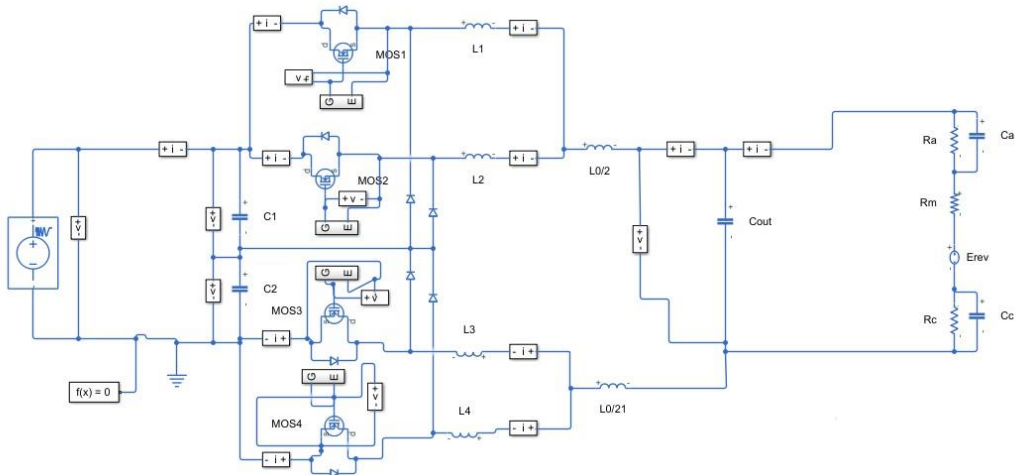 + i -
L1
+ i -
MOS1
d
s
v +
G E
+ i -
+ i -
MOS2
d
s
+ v -
G E
L2
+ i -
L0/2
+ i -
+ i -
Ra
Ca
Rm
Cout
Erev
Rc
Cc
+ v -
+ v -
C1
+ v -
C2
+ v -
G E
+ v
MOS3
s
d
- i +
L3
- i +
G E
+ v -
MOS4
s
d
L4
- i +
L0/21
- i +
f(x) = 0